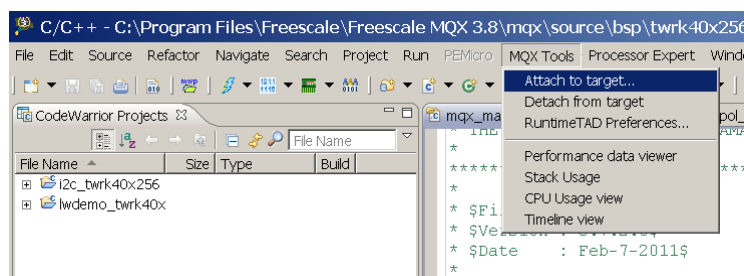 C/C++ - C:\Program Files\Freescale\Freescale MQX 3.8\mqx\source\bsp\twrk40x256
File Edit Source Refactor Navigate Search Project Run PEMicro MQX Tools Processor Expert
Attach to target...
Detach from target
RuntimeTAD Preferences...
Performance data viewer
Stack Usage
CPU Usage view
Timeline view
CodeWarrior Projects
File Name
File Name Size Type Build
i2c_twrk40x256
lwdemo_twrk40x
mqx_ma
* THE
*
*
* $Fi
* $Date : Feb-7-2011$
*